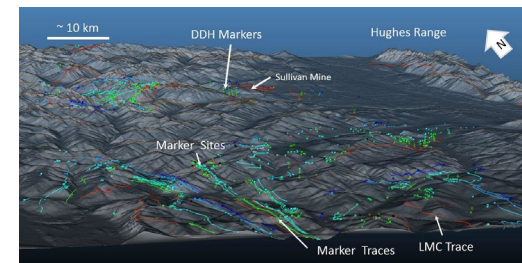 ~ 10 km
DDH Markers
Hughes Range
N
Sullivan Mine
Marker Sites
Marker Traces
LMC Trace